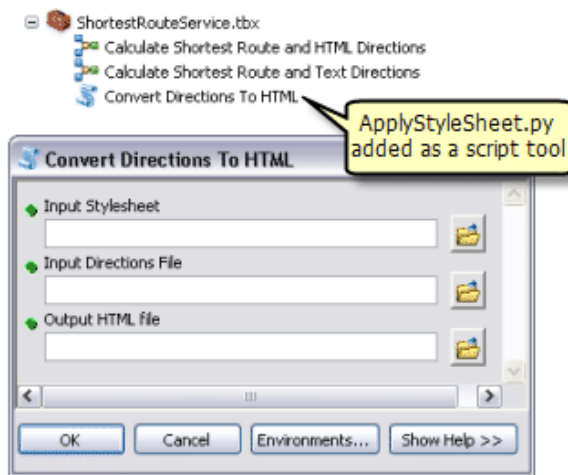 ShortestRouteService.tbx
Calculate Shortest Route and HTML Directions
Calculate Shortest Route and Text Directions
Convert Directions To HTML
ApplyStyleSheet.py
added as a script tool
Convert Directions To HTML
Input Stylesheet
Input Directions File
Output HTML file
OK Cancel Environments... Show Help >>